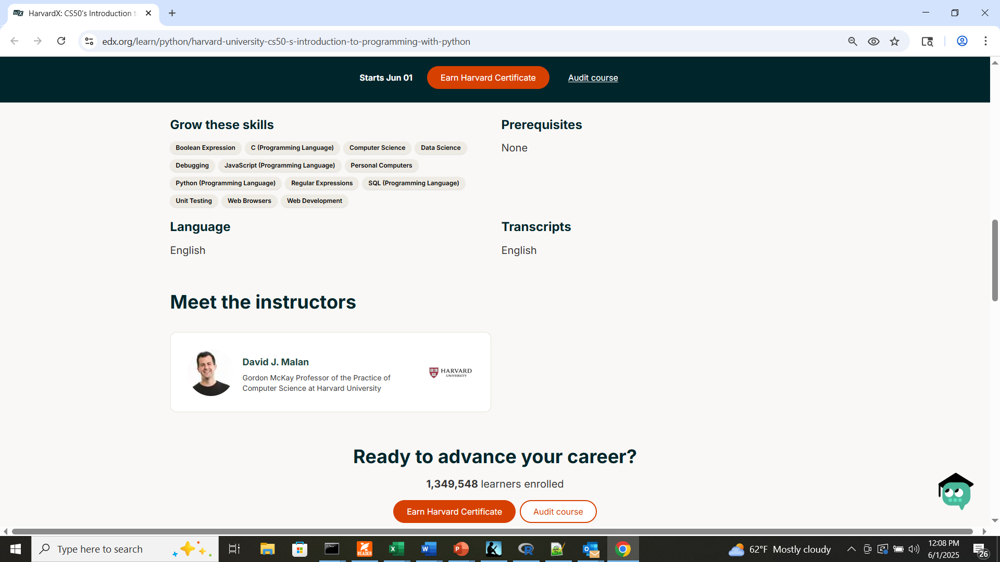 edX HarvardX: CS50's Introduction t
edx.org/learn/python/harvard-university-cs50-s-introduction-to-programming-with-python
Starts Jun 01 Earn Harvard Certificate Audit course
Grow these skills
Boolean Expression C (Programming Language) Computer Science Data Science
Debugging JavaScript (Programming Language) Personal Computers
Python (Programming Language) Regular Expressions SQL (Programming Language)
Unit Testing Web Browsers Web Development
Prerequisites
None
Language
English
Transcripts
English
Meet the instructors
David J. Malan
Gordon McKay Professor of the Practice of
Computer Science at Harvard University
HARVARD
UNIVERSITY
Ready to advance your career?
1,349,548 learners enrolled
Earn Harvard Certificate Audit course
Type here to search
READER
62°F Mostly cloudy
12:08 PM
6/1/2025
26